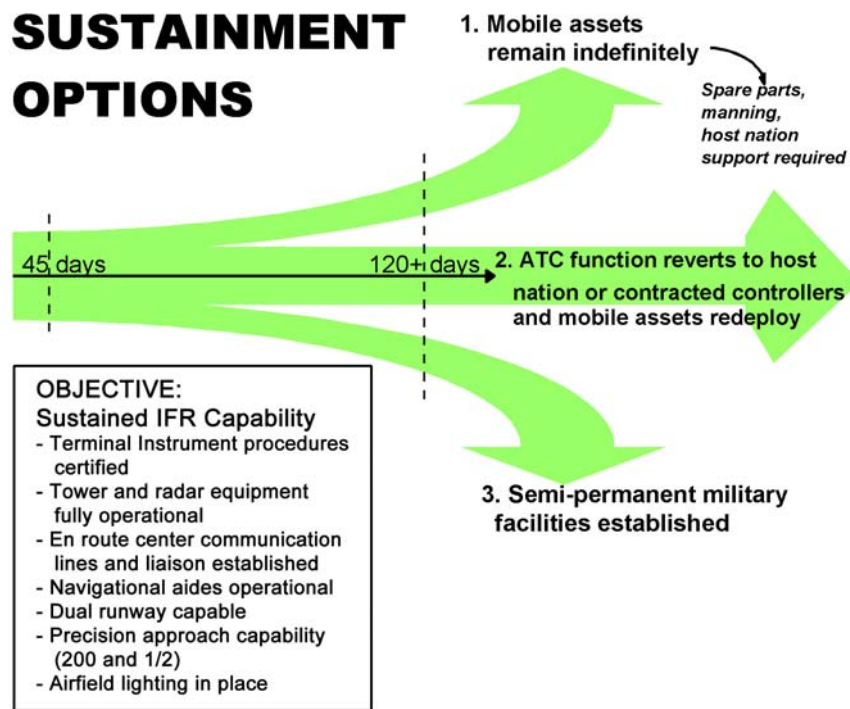 SUSTAINMENT
OPTIONS
1. Mobile assets
remain indefinitely
Spare parts,
manning,
host nation
support required
45 days
120+ days
2. ATC function reverts to host
nation or contracted controllers
and mobile assets redeploy
OBJECTIVE:
Sustained IFR Capability
- Terminal Instrument procedures
certified
- Tower and radar equipment
fully operational
- En route center communication
lines and liaison established
- Navigational aides operational
- Dual runway capable
- Precision approach capability
(200 and 1/2)
- Airfield lighting in place
3. Semi-permanent military
facilities established